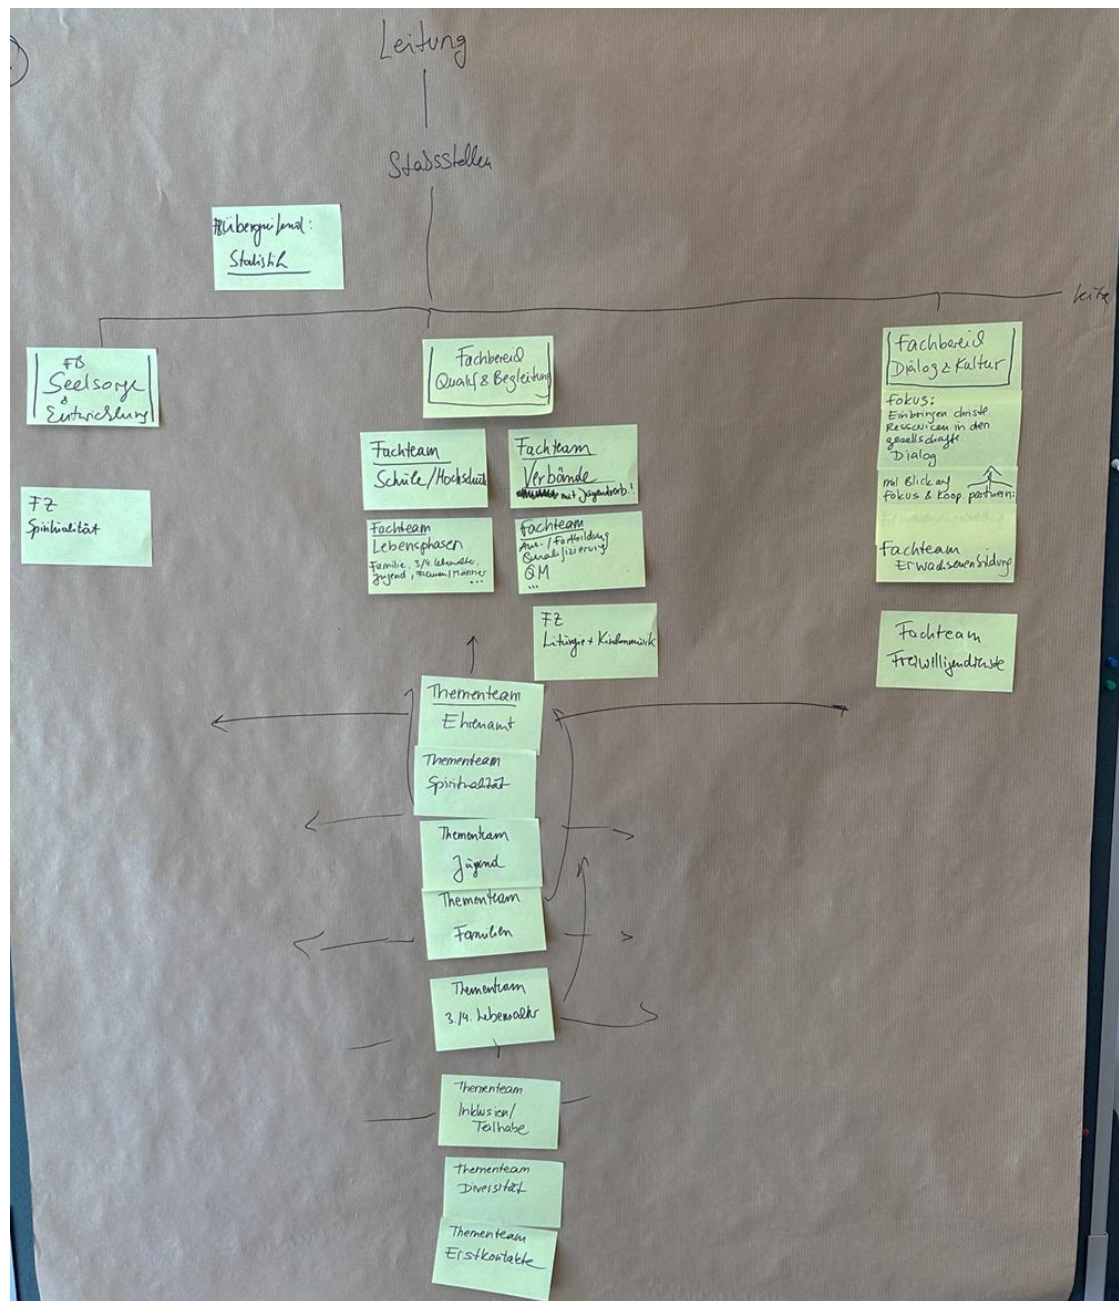 Leitung
Stabsstellen
übergreifend:
Statistik
Kita
FB
Seelsorge
&
Entwicklung
FZ
Spiritualität
Fachbereich
Qualif & Begleitung
Fachteam
Schule/Hochschule
Fachteam
Verbände
mit Jugendverb.!
Fachteam
Lebensphasen
Familie, 3/4 Lebensalter,
Jugend, Frauen/Männer
...
Fachteam
Aus-/Fortbildung
Qualifizierung
QM
...
FZ
Liturgie + Kirchenmusik
Fachbereich
Dialog & Kultur
Fokus:
Einbringen christl.
Ressourcen in den
gesellschaftl.
Dialog
mit Blick auf
Fokus & Koop.partnern:
Fachteam
Erwachsenenbildung
Fachteam
Freiwilligendienste
Thementeam
Ehrenamt
Thementeam
Spiritualität
Thementeam
Jugend
Thementeam
Familien
Thementeam
3./4. Lebensalter
Thementeam
Inklusion/
Teilhabe
Thementeam
Diversität
Thementeam
Erstkontakte